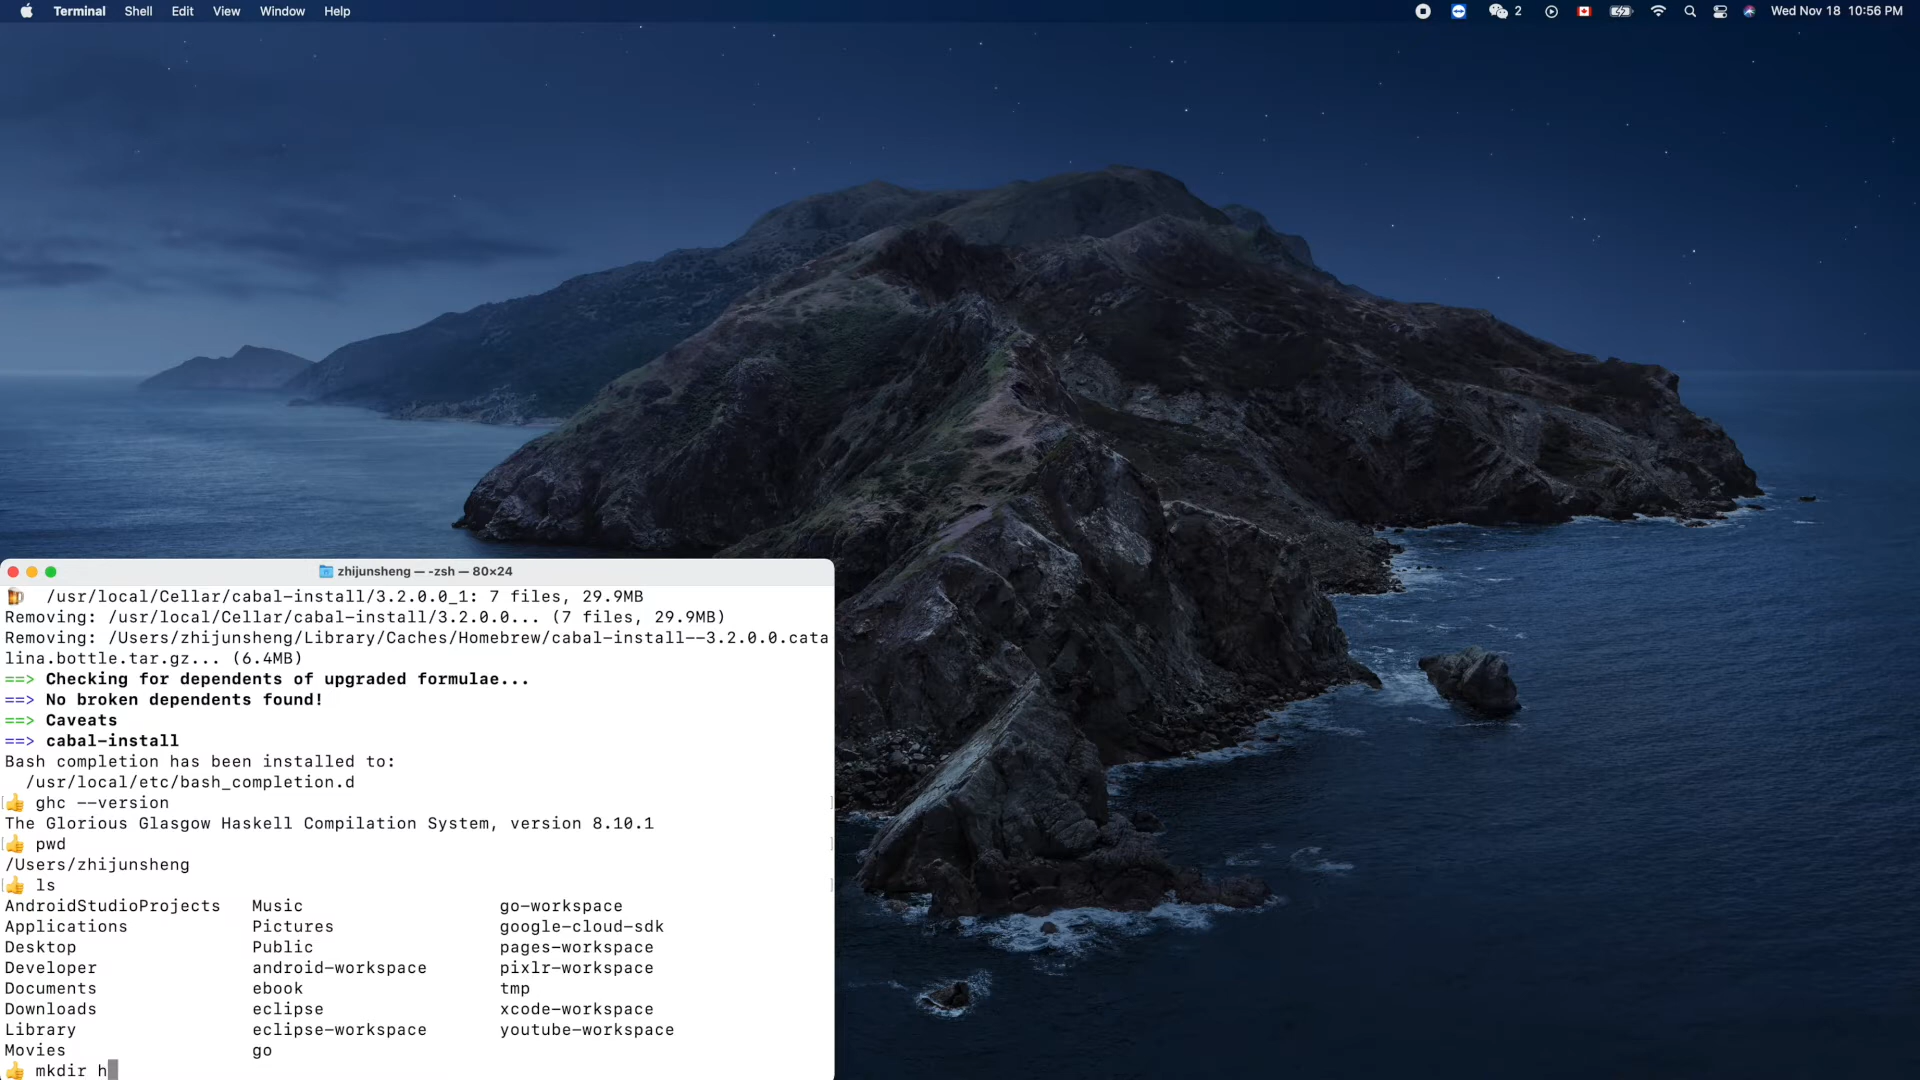 Terminal Shell Edit View Window Help 2 Wed Nov 18 10:56 PM
zhijunsheng — -zsh — 80×24
/usr/local/Cellar/cabal-install/3.2.0.0_1: 7 files, 29.9MB
Removing: /usr/local/Cellar/cabal-install/3.2.0.0... (7 files, 29.9MB)
Removing: /Users/zhijunsheng/Library/Caches/Homebrew/cabal-install--3.2.0.0.cata
lina.bottle.tar.gz... (6.4MB)
==> Checking for dependents of upgraded formulae...
==> No broken dependents found!
==> Caveats
==> cabal-install
Bash completion has been installed to:
/usr/local/etc/bash_completion.d
[👍 ghc --version ]
The Glorious Glasgow Haskell Compilation System, version 8.10.1
[👍 pwd ]
/Users/zhijunsheng
[👍 ls ]
AndroidStudioProjects Music go-workspace
Applications Pictures google-cloud-sdk
Desktop Public pages-workspace
Developer android-workspace pixlr-workspace
Documents ebook tmp
Downloads eclipse xcode-workspace
Library eclipse-workspace youtube-workspace
Movies go
👍 mkdir h